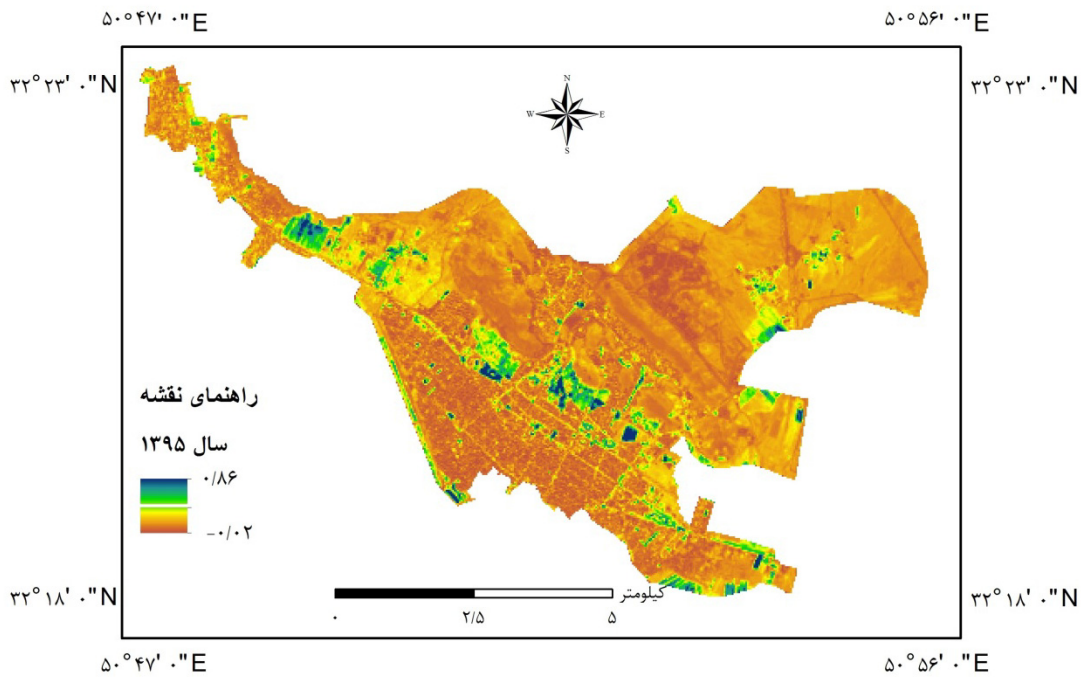 ۵۰°۴۷' ۰"E ۵۰°۵۶' ۰"E
۳۲°۲۳' ۰"N ۳۲°۲۳' ۰"N
N
W E
S
راهنمای نقشه
سال ۱۳۹۵
۰/۸۶
-۰/۰۲
کیلومتر
۰ ۲/۵ ۵
۳۲°۱۸' ۰"N ۳۲°۱۸' ۰"N
۵۰°۴۷' ۰"E ۵۰°۵۶' ۰"E